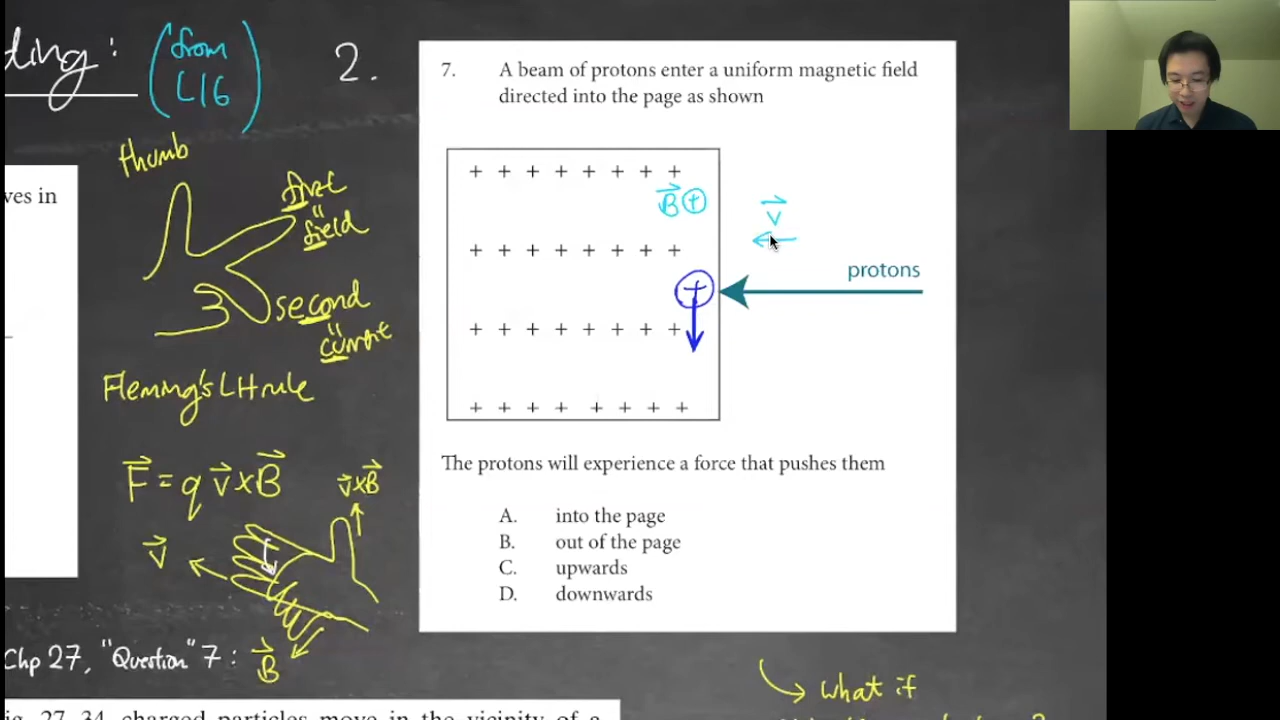 ding:
(from
L16)
2.
thumb
first
"
field
second
"
current
Fleming's LH rule
F = q v x B
v x B
v
B
Chp 27, "Question" 7:
ves in
7. A beam of protons enter a uniform magnetic field
directed into the page as shown
+ + + + + + + +
B +
v
+ + + + + + + +
protons
+
+ + + + + + + +
+ + + + + + + +
The protons will experience a force that pushes them
A. into the page
B. out of the page
C. upwards
D. downwards
what if
ig. 27-34, charged particles move in the vicinity of a